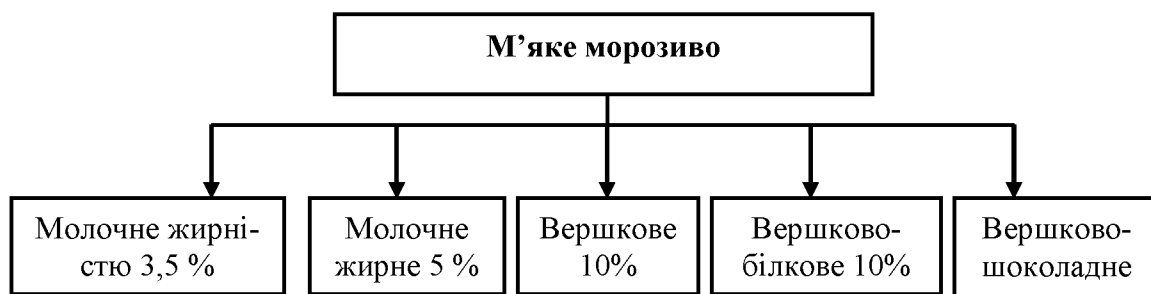 М’яке морозиво
Молочне жирні-
стю 3,5 %
Молочне
жирне 5 %
Вершкове
10%
Вершково-
білкове 10%
Вершково-
шоколадне